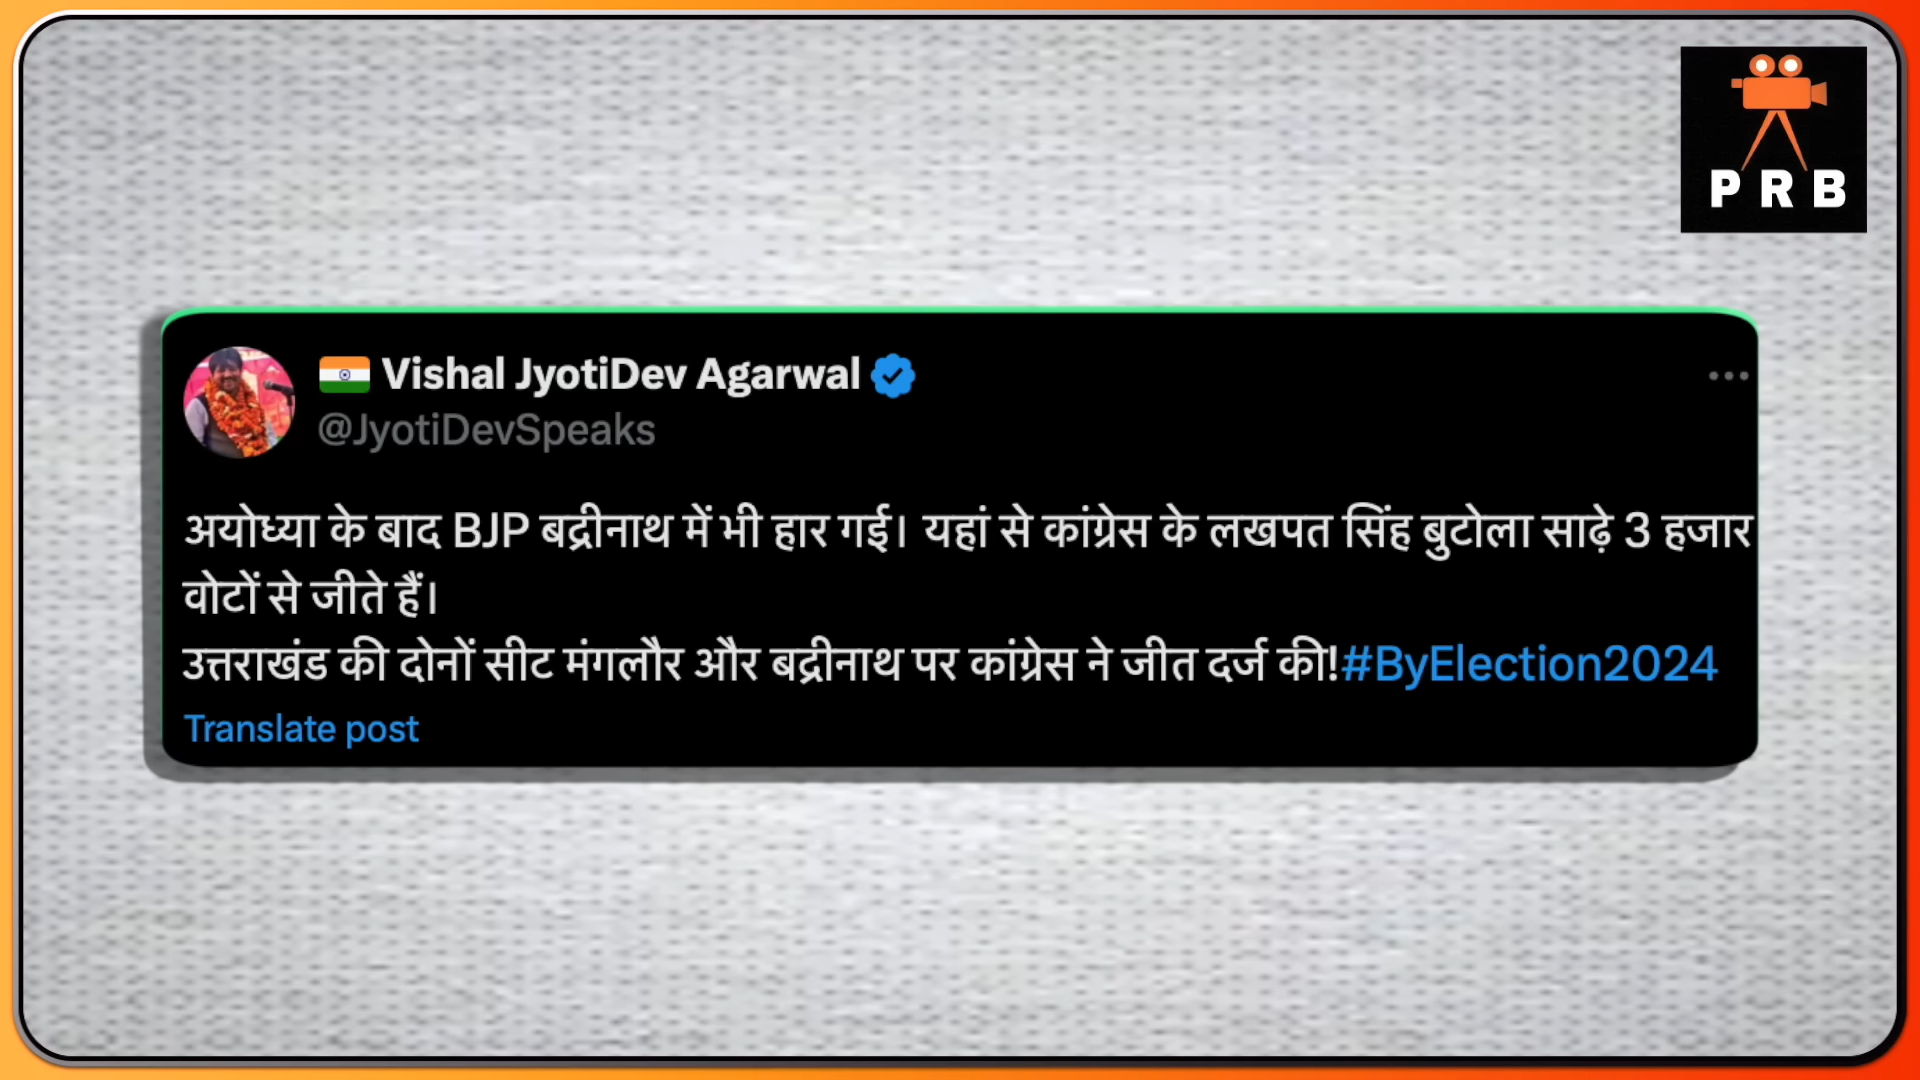 P R B
Vishal JyotiDev Agarwal
@JyotiDevSpeaks
अयोध्या के बाद BJP बद्रीनाथ में भी हार गई। यहां से कांग्रेस के लखपत सिंह बुटोला साढ़े 3 हजार
वोटों से जीते हैं।
उत्तराखंड की दोनों सीट मंगलौर और बद्रीनाथ पर कांग्रेस ने जीत दर्ज की!#ByElection2024
Translate post